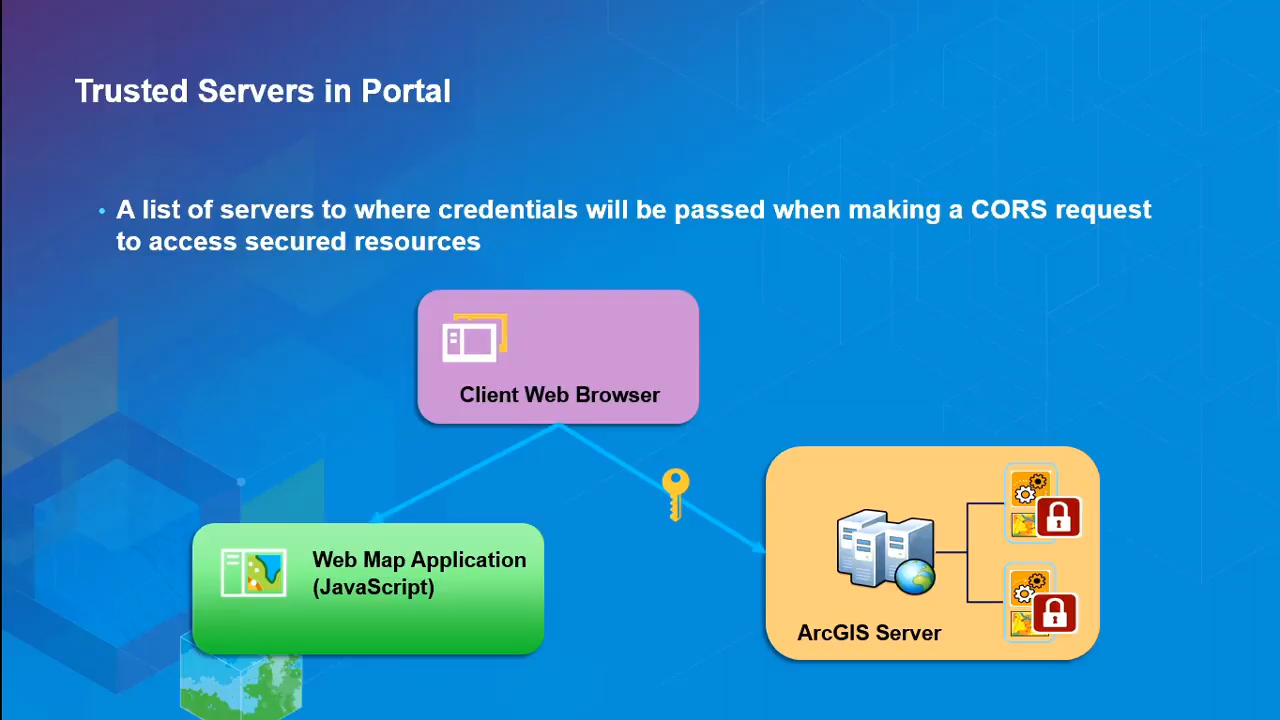 Trusted Servers in Portal
• A list of servers to where credentials will be passed when making a CORS request
to access secured resources
Client Web Browser
Web Map Application
(JavaScript)
ArcGIS Server